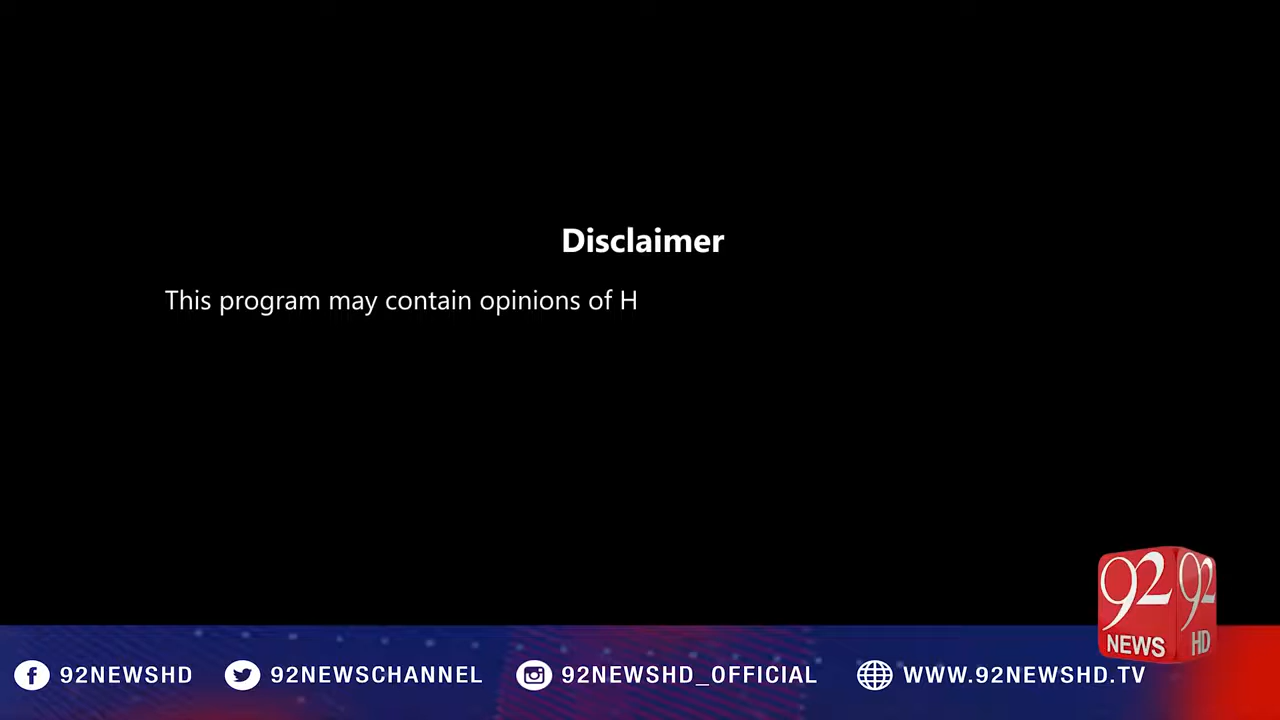 Disclaimer
This program may contain opinions of H
92 92
NEWS HD
92NEWSHD 92NEWSCHANNEL 92NEWSHD_OFFICIAL WWW.92NEWSHD.TV